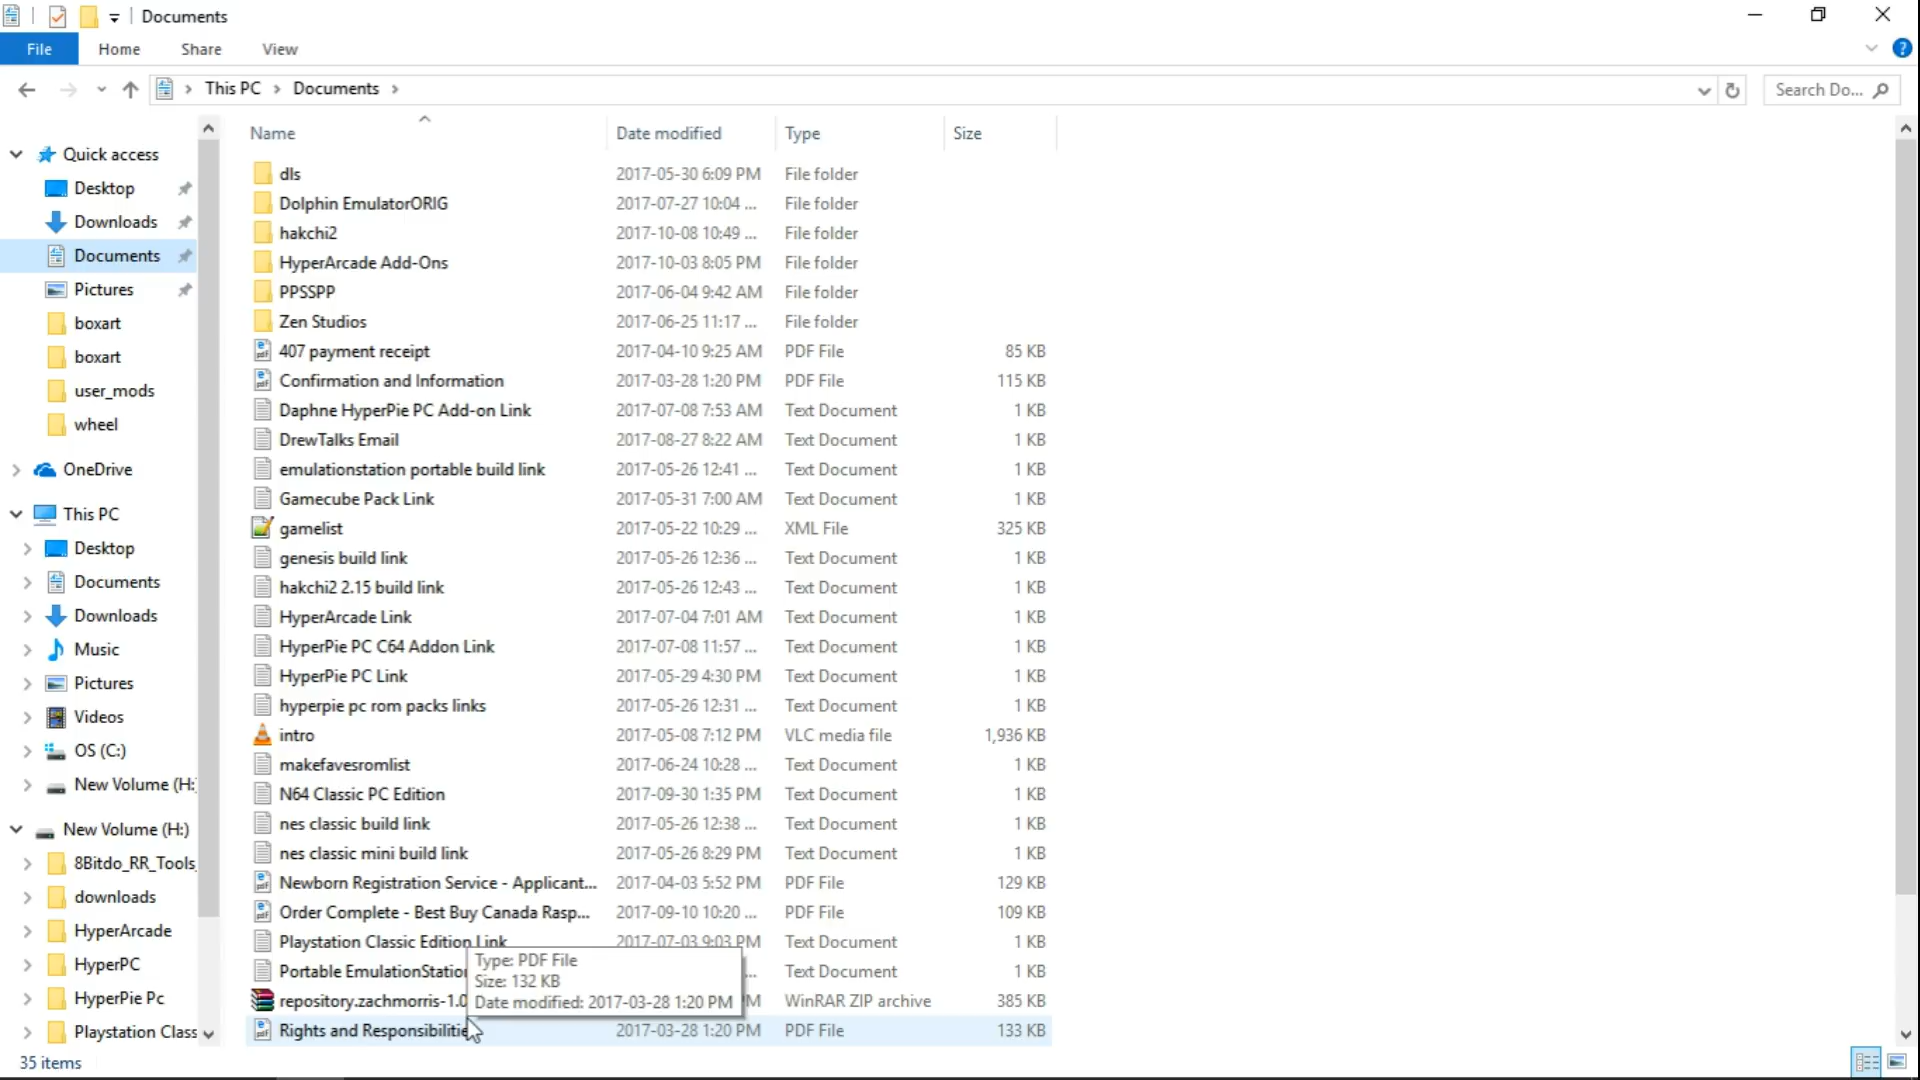 Documents
File Home Share View
This PC Documents
Search Do...
Quick access
Desktop
Downloads
Documents
Pictures
boxart
boxart
user_mods
wheel
OneDrive
This PC
Desktop
Documents
Downloads
Music
Pictures
Videos
OS (C:)
New Volume (H:
New Volume (H:)
8Bitdo_RR_Tools_
downloads
HyperArcade
HyperPC
HyperPie Pc
Playstation Class
Name Date modified Type Size
dls 2017-05-30 6:09 PM File folder
Dolphin EmulatorORIG 2017-07-27 10:04 ... File folder
hakchi2 2017-10-08 10:49 ... File folder
HyperArcade Add-Ons 2017-10-03 8:05 PM File folder
PPSSPP 2017-06-04 9:42 AM File folder
Zen Studios 2017-06-25 11:17 ... File folder
407 payment receipt 2017-04-10 9:25 AM PDF File 85 KB
Confirmation and Information 2017-03-28 1:20 PM PDF File 115 KB
Daphne HyperPie PC Add-on Link 2017-07-08 7:53 AM Text Document 1 KB
DrewTalks Email 2017-08-27 8:22 AM Text Document 1 KB
emulationstation portable build link 2017-05-26 12:41 ... Text Document 1 KB
Gamecube Pack Link 2017-05-31 7:00 AM Text Document 1 KB
gamelist 2017-05-22 10:29 ... XML File 325 KB
genesis build link 2017-05-26 12:36 ... Text Document 1 KB
hakchi2 2.15 build link 2017-05-26 12:43 ... Text Document 1 KB
HyperArcade Link 2017-07-04 7:01 AM Text Document 1 KB
HyperPie PC C64 Addon Link 2017-07-08 11:57 ... Text Document 1 KB
HyperPie PC Link 2017-05-29 4:30 PM Text Document 1 KB
hyperpie pc rom packs links 2017-05-26 12:31 ... Text Document 1 KB
intro 2017-05-08 7:12 PM VLC media file 1,936 KB
makefavesromlist 2017-06-24 10:28 ... Text Document 1 KB
N64 Classic PC Edition 2017-09-30 1:35 PM Text Document 1 KB
nes classic build link 2017-05-26 12:38 ... Text Document 1 KB
nes classic mini build link 2017-05-26 8:29 PM Text Document 1 KB
Newborn Registration Service - Applicant... 2017-04-03 5:52 PM PDF File 129 KB
Order Complete - Best Buy Canada Rasp... 2017-09-10 10:20 ... PDF File 109 KB
Playstation Classic Edition Link 2017-07-03 9:03 PM Text Document 1 KB
Portable EmulationStation ... Text Document 1 KB
repository.zachmorris-1.0 PM WinRAR ZIP archive 385 KB
Rights and Responsibilitie 2017-03-28 1:20 PM PDF File 133 KB
Type: PDF File
Size: 132 KB
Date modified: 2017-03-28 1:20 PM
35 items